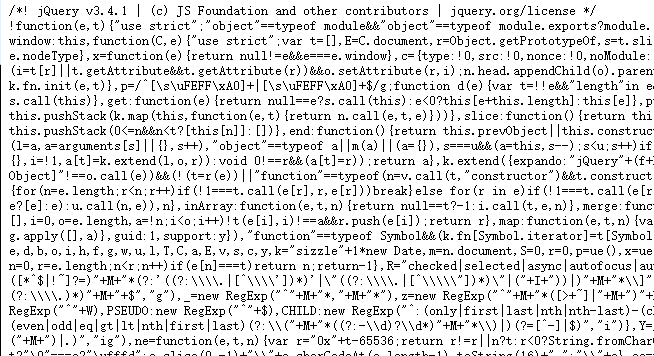 /*! jQuery v3.4.1 | (c) JS Foundation and other contributors | jquery.org/license */
!function(e,t){"use strict";"object"==typeof module&&"object"==typeof module.exports?module.
window:this,function(C,e){"use strict";var t=[],E=C.document,r=Object.getPrototypeOf,s=t.slic
e.nodeType},x=function(e){return null!=e&&e===e.window},c={type:!0,src:!0,nonce:!0,noModule:
(i=t[r]||t.getAttribute&&t.getAttribute(r))&&o.setAttribute(r,i);n.head.appendChild(o).paren
k.fn.init(e,t)},p=/^[\s\uFEFF\xA0]+|[\s\uFEFF\xA0]+$/g;function d(e){var t=!!e&&"length"in e
s.call(this)},get:function(e){return null==e?s.call(this):e<0?this[e+this.length]:this[e]},p
this.pushStack(k.map(this,function(e,t){return n.call(e,t,e)}))},slice:function(){return thi
this.pushStack(0<=n&&n<t?[this[n]]:[])},end:function(){return this.prevObject||this.construc
(l=a,a=arguments[s]||{},s++),"object"==typeof a||m(a)||(a={}),s===u&&(a=this,s--);s<u;s++)if
{},i=!1,a[t]=k.extend(l,o,r)):void 0!==r&&(a[t]=r));return a},k.extend({expando:"jQuery"+(f+
Object]"!==o.call(e))&&(!(t=r(e))||"function"==typeof(n=v.call(t,"constructor")&&t.construc
{for(n=e.length;r<n;r++)if(!1===t.call(e[r],r,e[r]))break}else for(r in e)if(!1===t.call(e[r
e?[e]:e):u.call(n,e)),n},inArray:function(e,t,n){return null==t?-1:i.call(t,e,n)},merge:func
[],i=0,o=e.length,a=!n;i<o;i++)!t(e[i],i)!==a&&r.push(e[i]);return r},map:function(e,t,n){va
g.apply([],a)},guid:1,support:y}),"function"==typeof Symbol&&(k.fn[Symbol.iterator]=t[Symbol
e,d,b,o,i,h,f,g,w,u,l,T,C,a,E,v,s,c,y,k="sizzle"+1*new Date,m=n.document,S=0,r=0,p=ue(),x=ue
n=0,r=e.length;n<r;n++)if(e[n]===t)return n;return-1},R="checked|selected|async|autofocus|au
([*^$|!~]?=)"+M+"*(?:'((?:\\\\.|[^\\\\'])*)'|\"((?:\\\\.|[^\\\\\"])*)\"|("+I+"))|)"+M+"*\\]"
(?:\\\\.)*)"+M+"+$","g"),_=new RegExp("^"+M+"*,"+M+"*"),z=new RegExp("^"+M+"*([>+~]|"+M+")"
RegExp("^"+W),PSEUDO:new RegExp("^"+$),CHILD:new RegExp("^:(only|first|last|nth|nth-last)-(c
(even|odd|eq|gt|lt|nth|first|last)(?:\\("+M+"*((?:-\\d)?\\d*)"+M+"*\\)|)(?=[^-]|$)","i")},Y=
("+M+")|.)","ig"),ne=function(e,t,n){var r="0x"+t-65536;return r!=r||n?t:r<0?String.fromChar